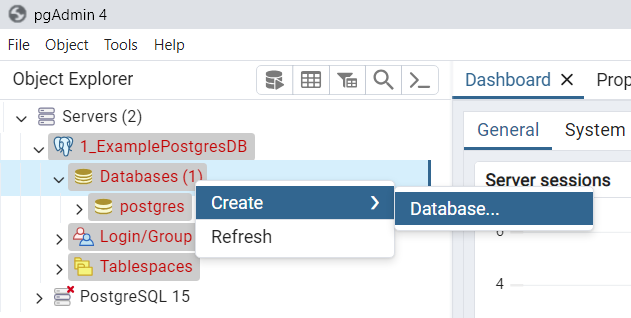 pgAdmin 4
File Object Tools Help
Object Explorer
Dashboard
Prop
Servers (2)
General
System
1_ExamplePostgresDB
Databases (1)
Server sessions
postgres
Create
Database...
Login/Group
Refresh
Tablespaces
4
PostgreSQL 15